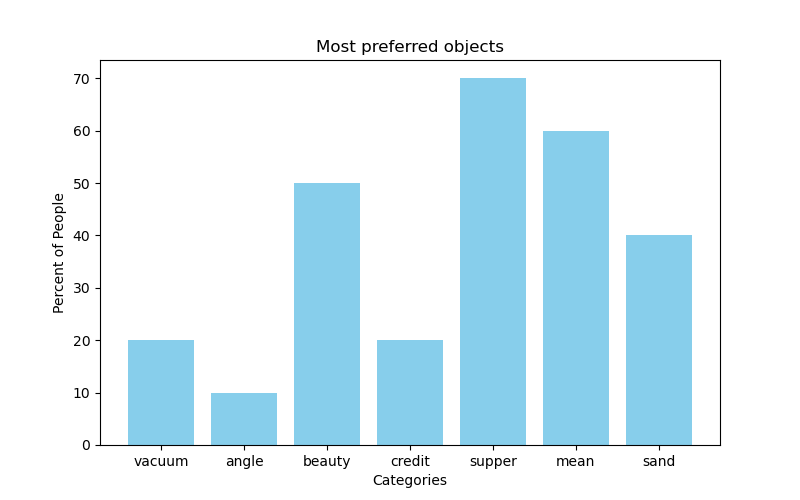 Most preferred objects
Percent of People
70
60
50
40
30
20
10
0
vacuum angle beauty credit supper mean sand
Categories